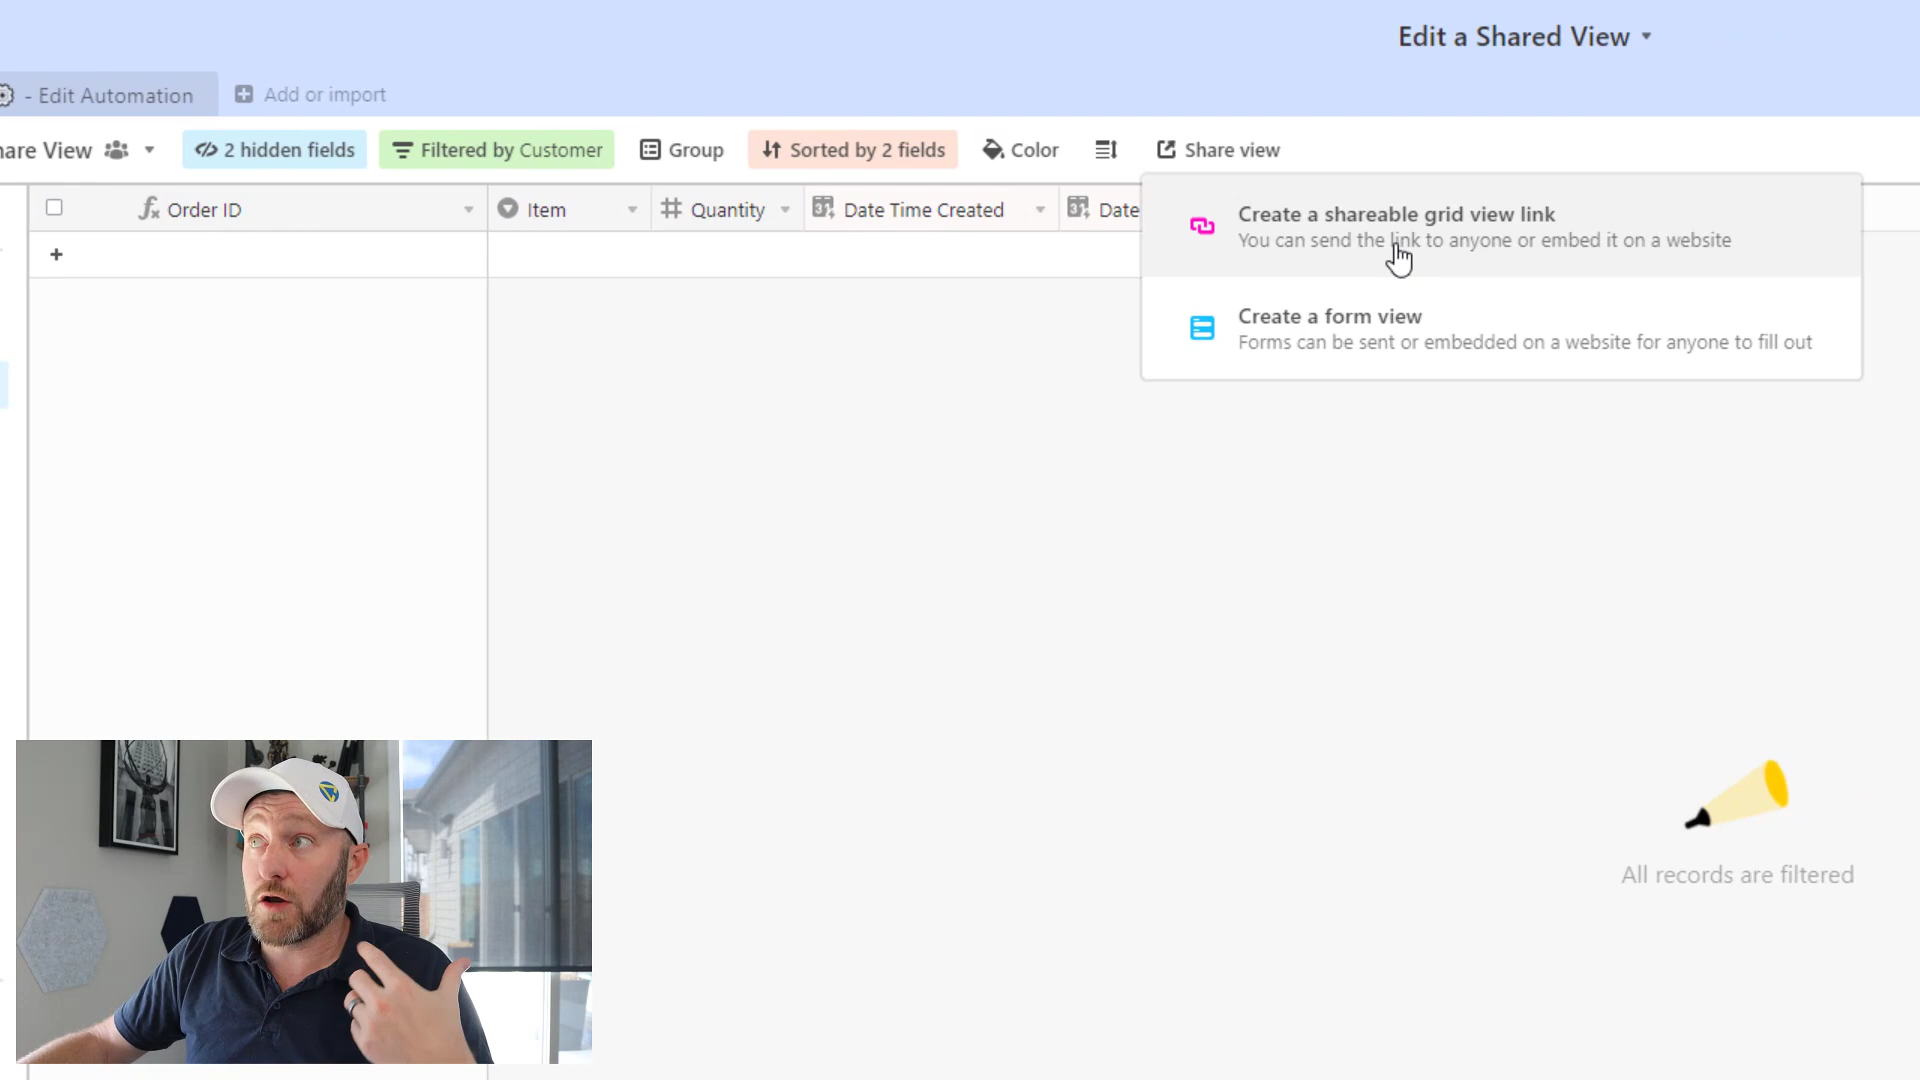 Edit a Shared View
- Edit Automation
Add or import
are View
2 hidden fields
Filtered by Customer
Group
Sorted by 2 fields
Color
Share view
Order ID
Item
Quantity
Date Time Created
Date
Create a shareable grid view link
You can send the link to anyone or embed it on a website
Create a form view
Forms can be sent or embedded on a website for anyone to fill out
All records are filtered